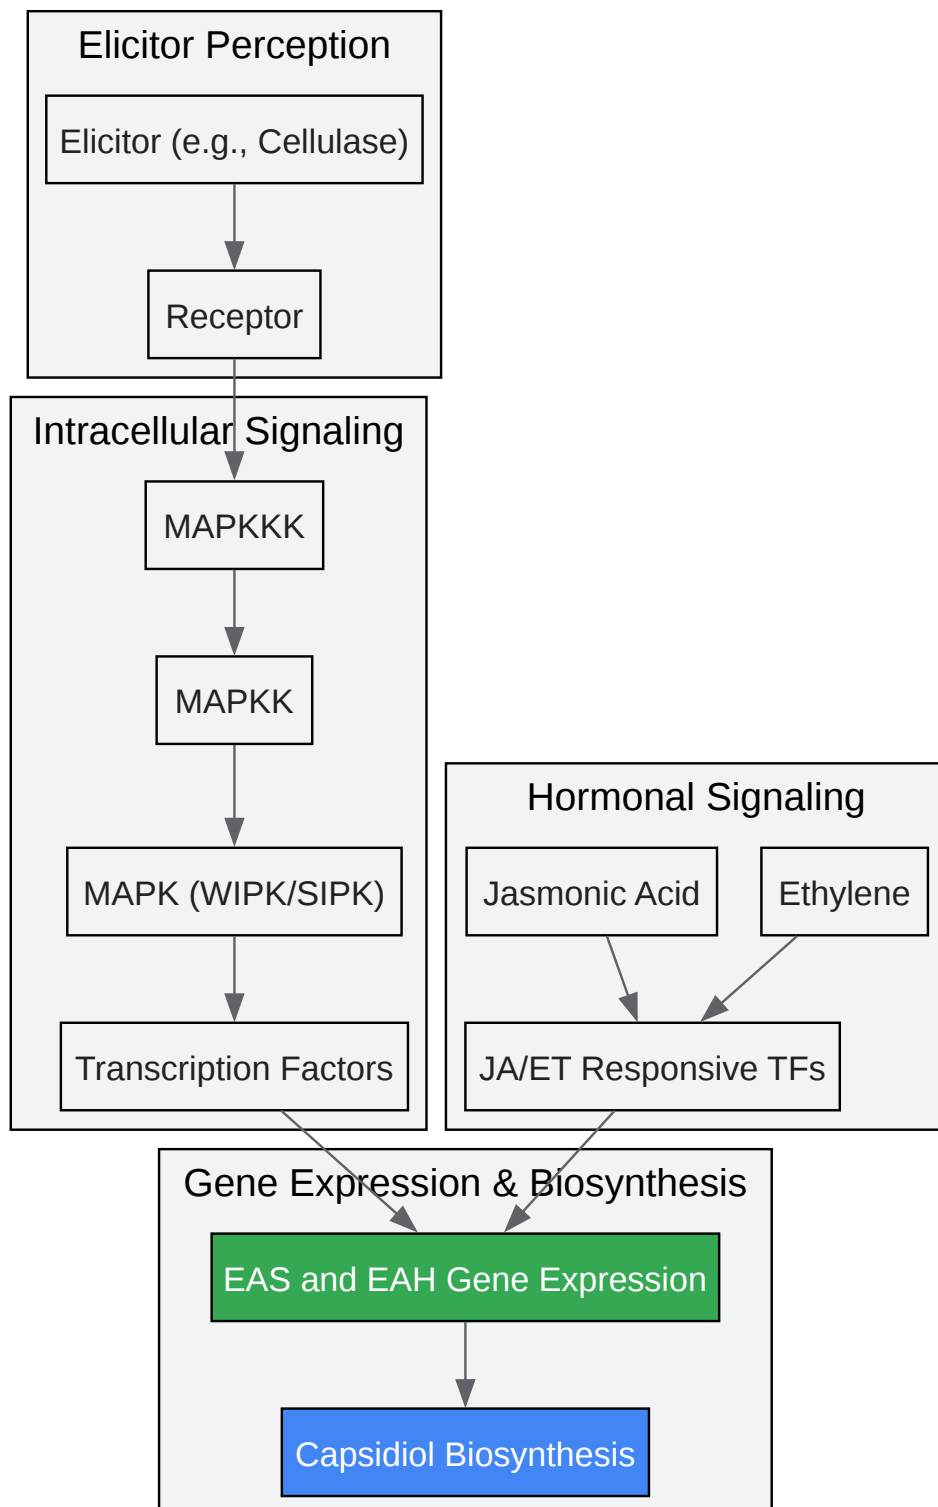 Elicitor Perception
Elicitor (e.g., Cellulase)
Receptor
Intracellular Signaling
MAPKKK
MAPKK
MAPK (WIPK/SIPK)
Transcription Factors
Hormonal Signaling
Jasmonic Acid
Ethylene
JA/ET Responsive TFs
Gene Expression & Biosynthesis
EAS and EAH Gene Expression
Capsidiol Biosynthesis